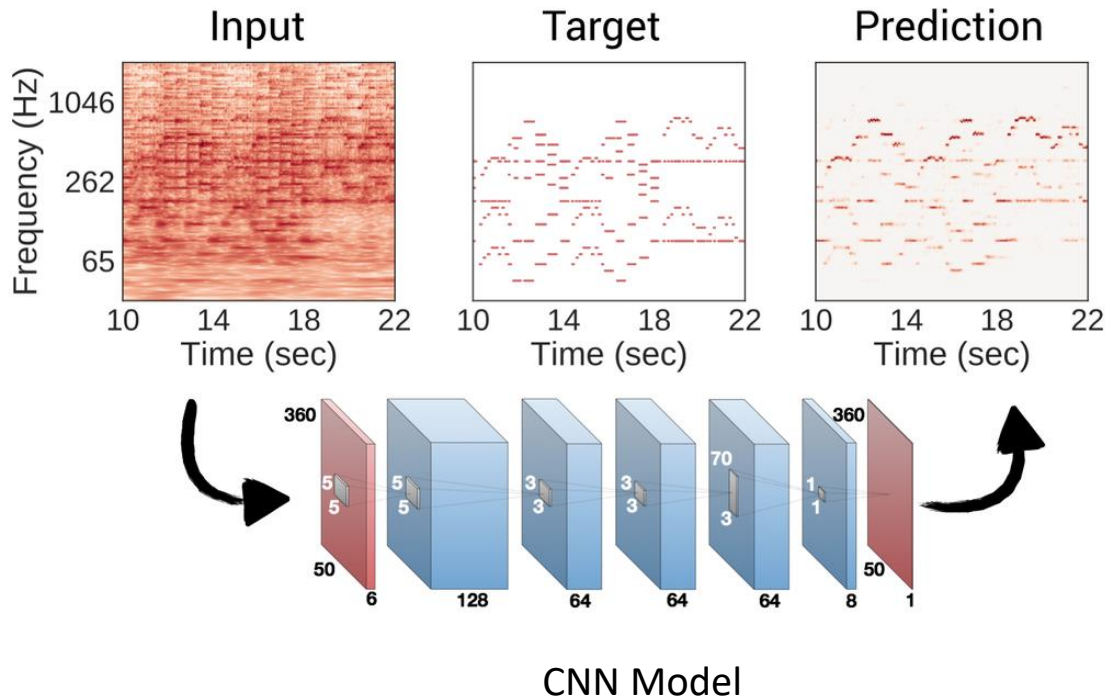 Input
Target
Prediction
Frequency (Hz)
1046
262
65
10 14 18 22
10 14 18 22
10 14 18 22
Time (sec)
Time (sec)
Time (sec)
360
5
5
50
6
5
5
128
3
3
64
3
3
64
70
3
64
1
1
8
360
50
1
CNN Model